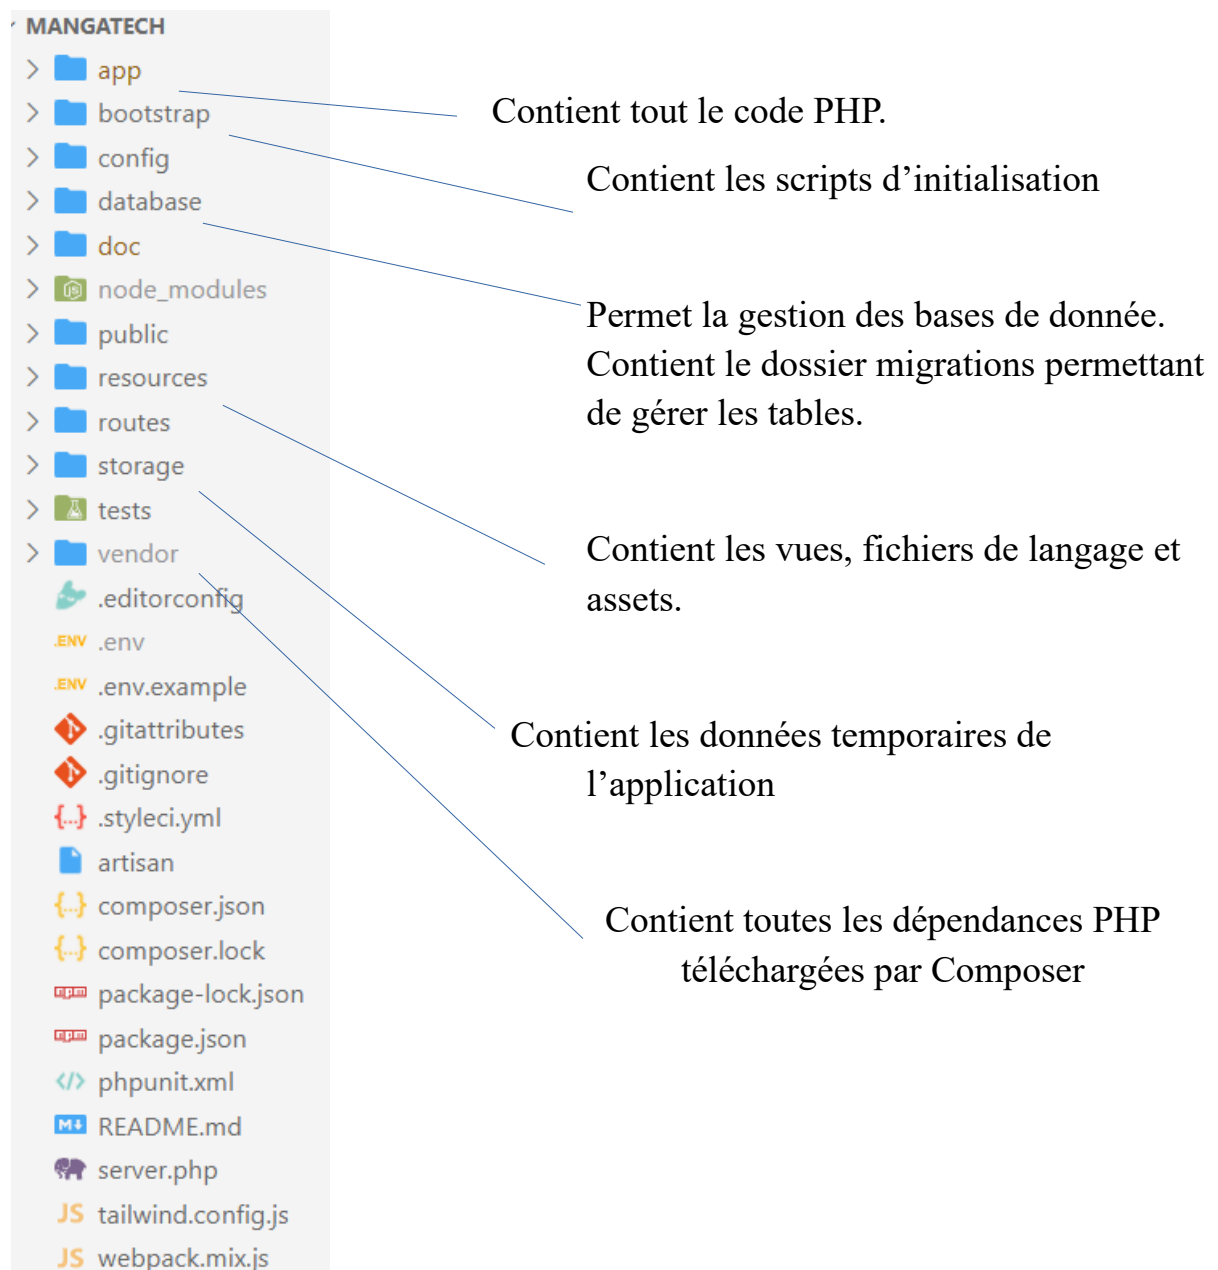 MANGATECH
app
bootstrap
config
database
doc
node_modules
public
resources
routes
storage
tests
vendor
.editorconfig
.ENV .env
.ENV .env.example
.gitattributes
.gitignore
{...} .styleci.yml
artisan
{...} composer.json
{...} composer.lock
package-lock.json
package.json
</> phpunit.xml
M↓ README.md
server.php
JS tailwind.config.js
JS webpack.mix.js
Contient tout le code PHP.
Contient les scripts d’initialisation
Permet la gestion des bases de donnée.
Contient le dossier migrations permettant
de gérer les tables.
Contient les vues, fichiers de langage et
assets.
Contient les données temporaires de
l’application
Contient toutes les dépendances PHP
téléchargées par Composer